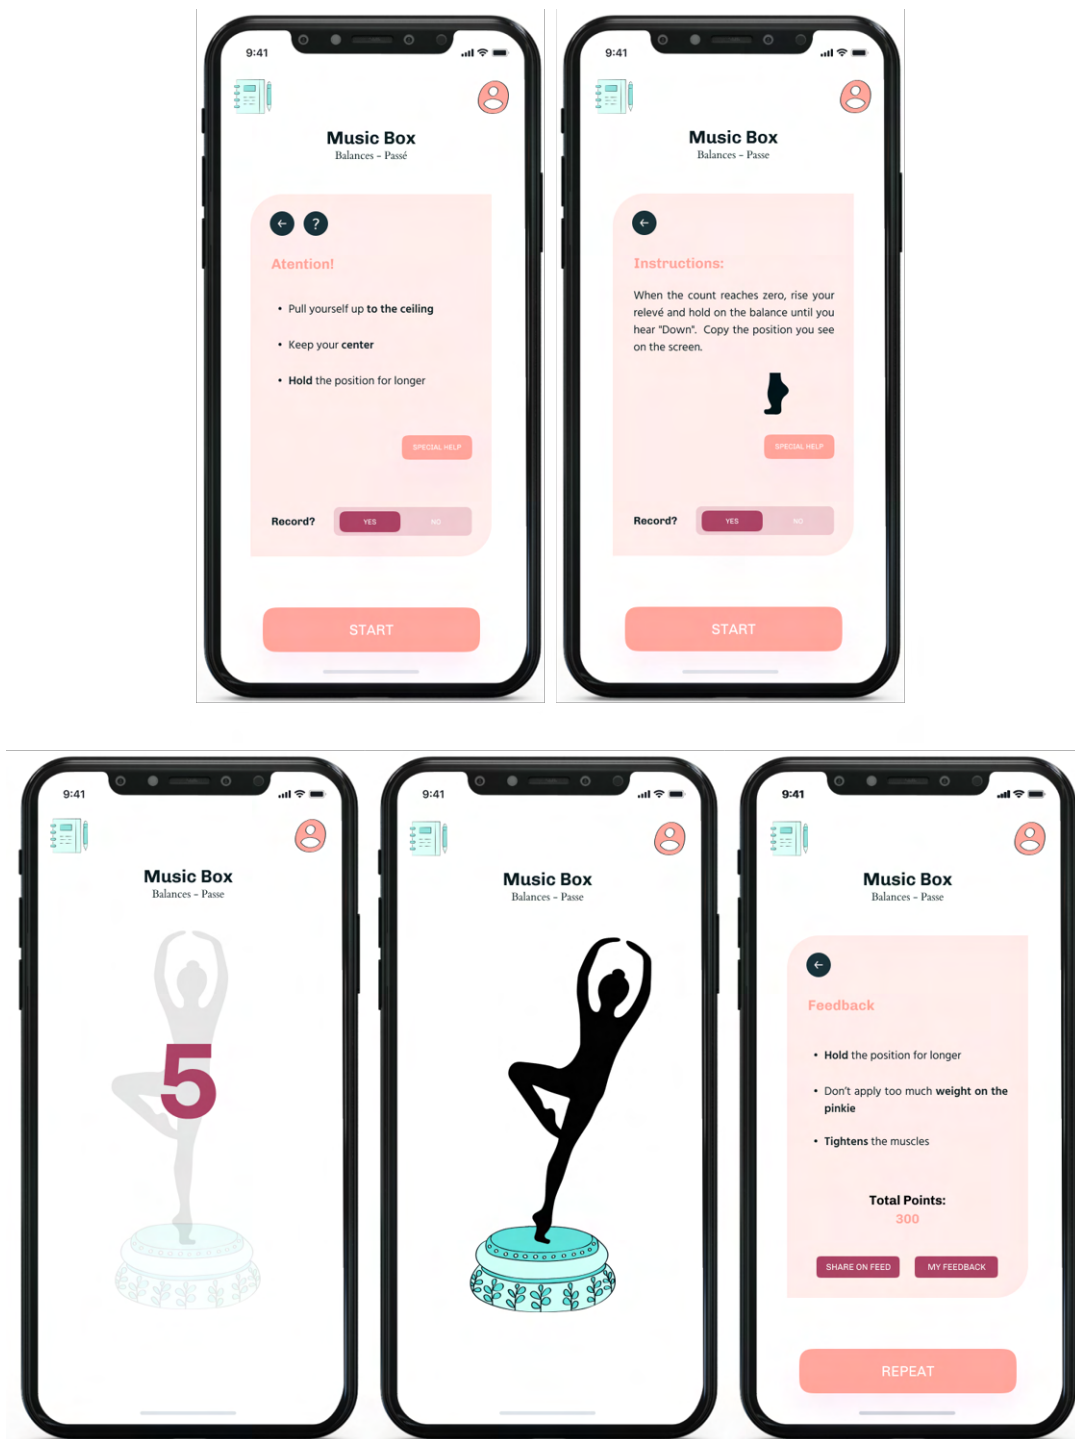 9:41
Music Box
Balances - Passé
?
Atention!
• Pull yourself up to the ceiling
• Keep your center
• Hold the position for longer
SPECIAL HELP
Record?
YES
NO
START
9:41
Music Box
Balances - Passe
Instructions:
When the count reaches zero, rise your
relevé and hold on the balance until you
hear "Down". Copy the position you see
on the screen.
SPECIAL HELP
Record?
YES
NO
START
9:41
Music Box
Balances - Passe
5
9:41
Music Box
Balances - Passe
9:41
Music Box
Balances - Passe
Feedback
• Hold the position for longer
• Don't apply too much weight on the
pinkie
• Tightens the muscles
Total Points:
300
SHARE ON FEED
MY FEEDBACK
REPEAT